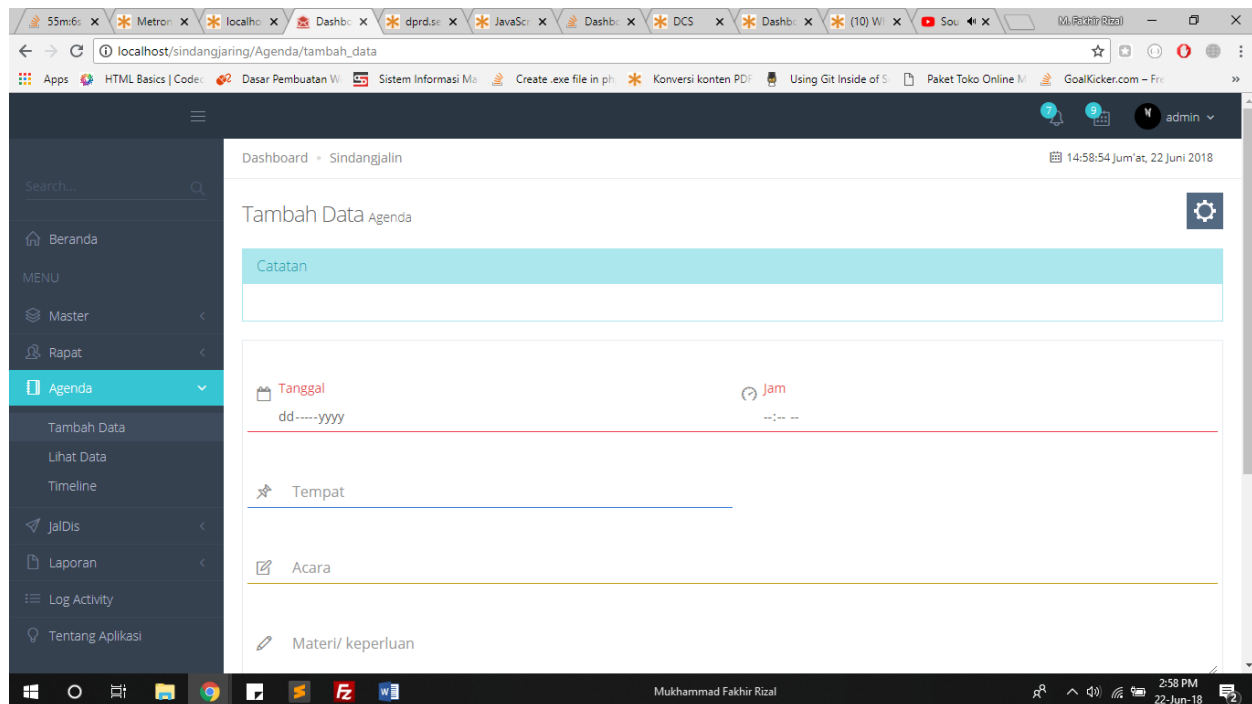 55m:6s Metron localho Dashbo dprd.se JavaScr Dashbo DCS Dashbo (10) W Sou M. Fakhir Rizal
localhost/sindangjaring/Agenda/tambah_data
Apps HTML Basics | Codec Dasar Pembuatan W Sistem Informasi Ma Create .exe file in ph Konversi konten PDF Using Git Inside of S Paket Toko Online M GoalKicker.com – Fre »
7 9 admin
Dashboard Sindangjalin 14:58:54 Jum'at, 22 Juni 2018
Search...
Tambah Data Agenda
Beranda
Catatan
MENU
Master
Rapat
Agenda
Tanggal Jam
dd-----yyyy --:-- --
Tambah Data
Lihat Data
Timeline
Tempat
JalDis
Laporan
Acara
Log Activity
Tentang Aplikasi
Materi/ keperluan
Mukhammad Fakhir Rizal
2:58 PM
22-Jun-18
2